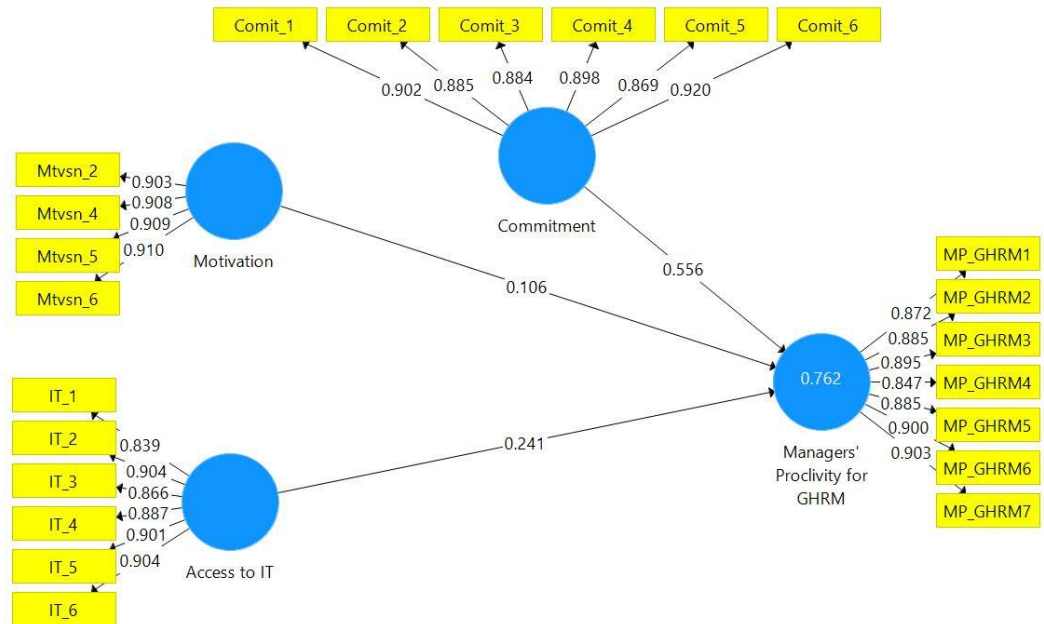 Comit_1
Comit_2
Comit_3
Comit_4
Comit_5
Comit_6
0.902
0.885
0.884
0.898
0.869
0.920
Commitment
Mtvsn_2
Mtvsn_4
Mtvsn_5
Mtvsn_6
0.903
0.908
0.909
0.910
Motivation
0.556
0.106
0.241
IT_1
IT_2
IT_3
IT_4
IT_5
IT_6
0.839
0.904
0.866
0.887
0.901
0.904
Access to IT
0.762
Managers'
Proclivity for
GHRM
0.872
0.885
0.895
0.847
0.885
0.900
0.903
MP_GHRM1
MP_GHRM2
MP_GHRM3
MP_GHRM4
MP_GHRM5
MP_GHRM6
MP_GHRM7